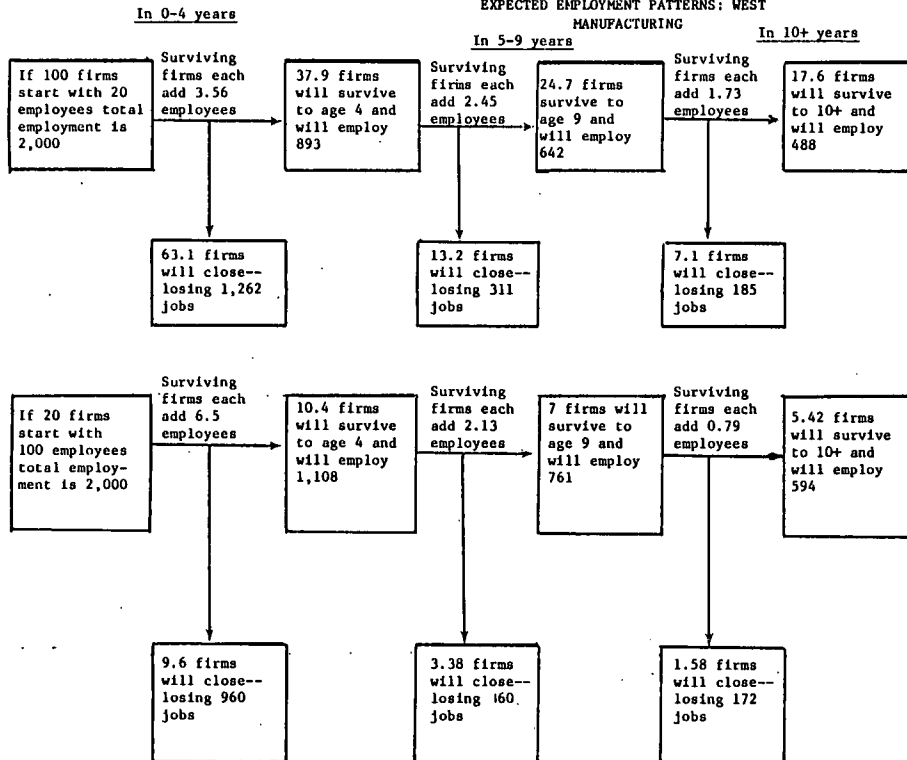 EXPECTED EMPLOYMENT PATTERNS: WEST
MANUFACTURING
In 0-4 years
In 5-9 years
In 10+ years
If 100 firms
start with 20
employees total
employment is
2,000
Surviving
firms each
add 3.56
employees
37.9 firms
will survive
to age 4 and
will employ
893
Surviving
firms each
add 2.45
employees
24.7 firms
survive to
age 9 and
will employ
642
Surviving
firms each
add 1.73
employees
17.6 firms
will survive
to 10+ and
will employ
488
63.1 firms
will close--
losing 1,262
jobs
13.2 firms
will close--
losing 311
jobs
7.1 firms
will close--
losing 185
jobs
If 20 firms
start with
100 employees
total employ-
ment is 2,000
Surviving
firms each
add 6.5
employees
10.4 firms
will survive
to age 4 and
will employ
1,108
Surviving
firms each
add 2.13
employees
7 firms will
survive to
age 9 and
will employ
761
Surviving
firms each
add 0.79
employees
5.42 firms
will survive
to 10+ and
will employ
594
9.6 firms
will close--
losing 960
jobs
3.38 firms
will close--
losing 160
jobs
1.58 firms
will close--
losing 172
jobs